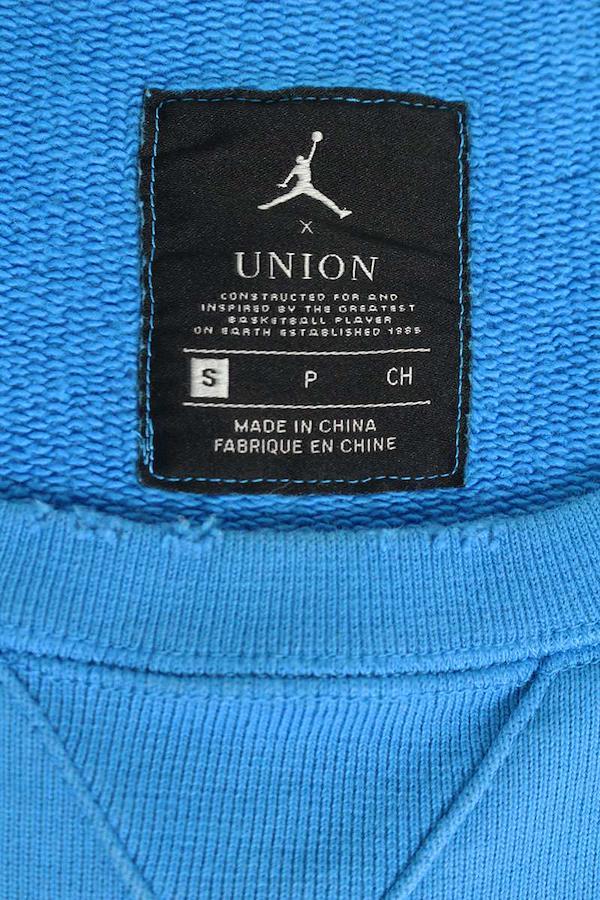 X
UNION
CONSTRUCTED FOR AND
INSPIRED BY THE GREATEST
BASKETBALL PLAYER
ON EARTH ESTABLISHED 1985
S P CH
MADE IN CHINA
FABRIQUE EN CHINE